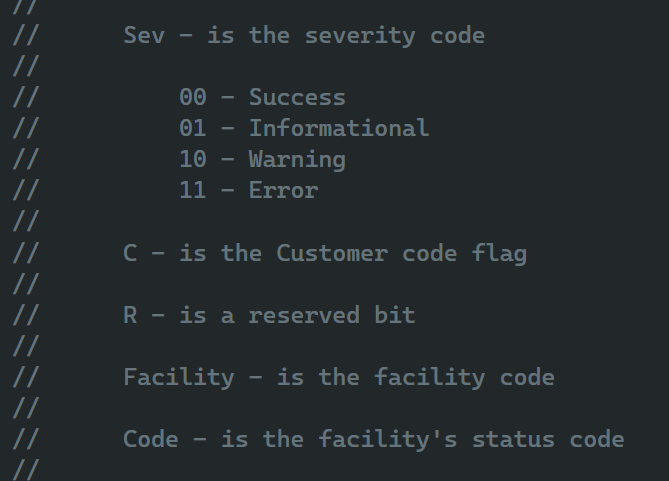 //
//      Sev - is the severity code
//
//          00 - Success
//          01 - Informational
//          10 - Warning
//          11 - Error
//
//      C - is the Customer code flag
//
//      R - is a reserved bit
//
//      Facility - is the facility code
//
//      Code - is the facility's status code
//